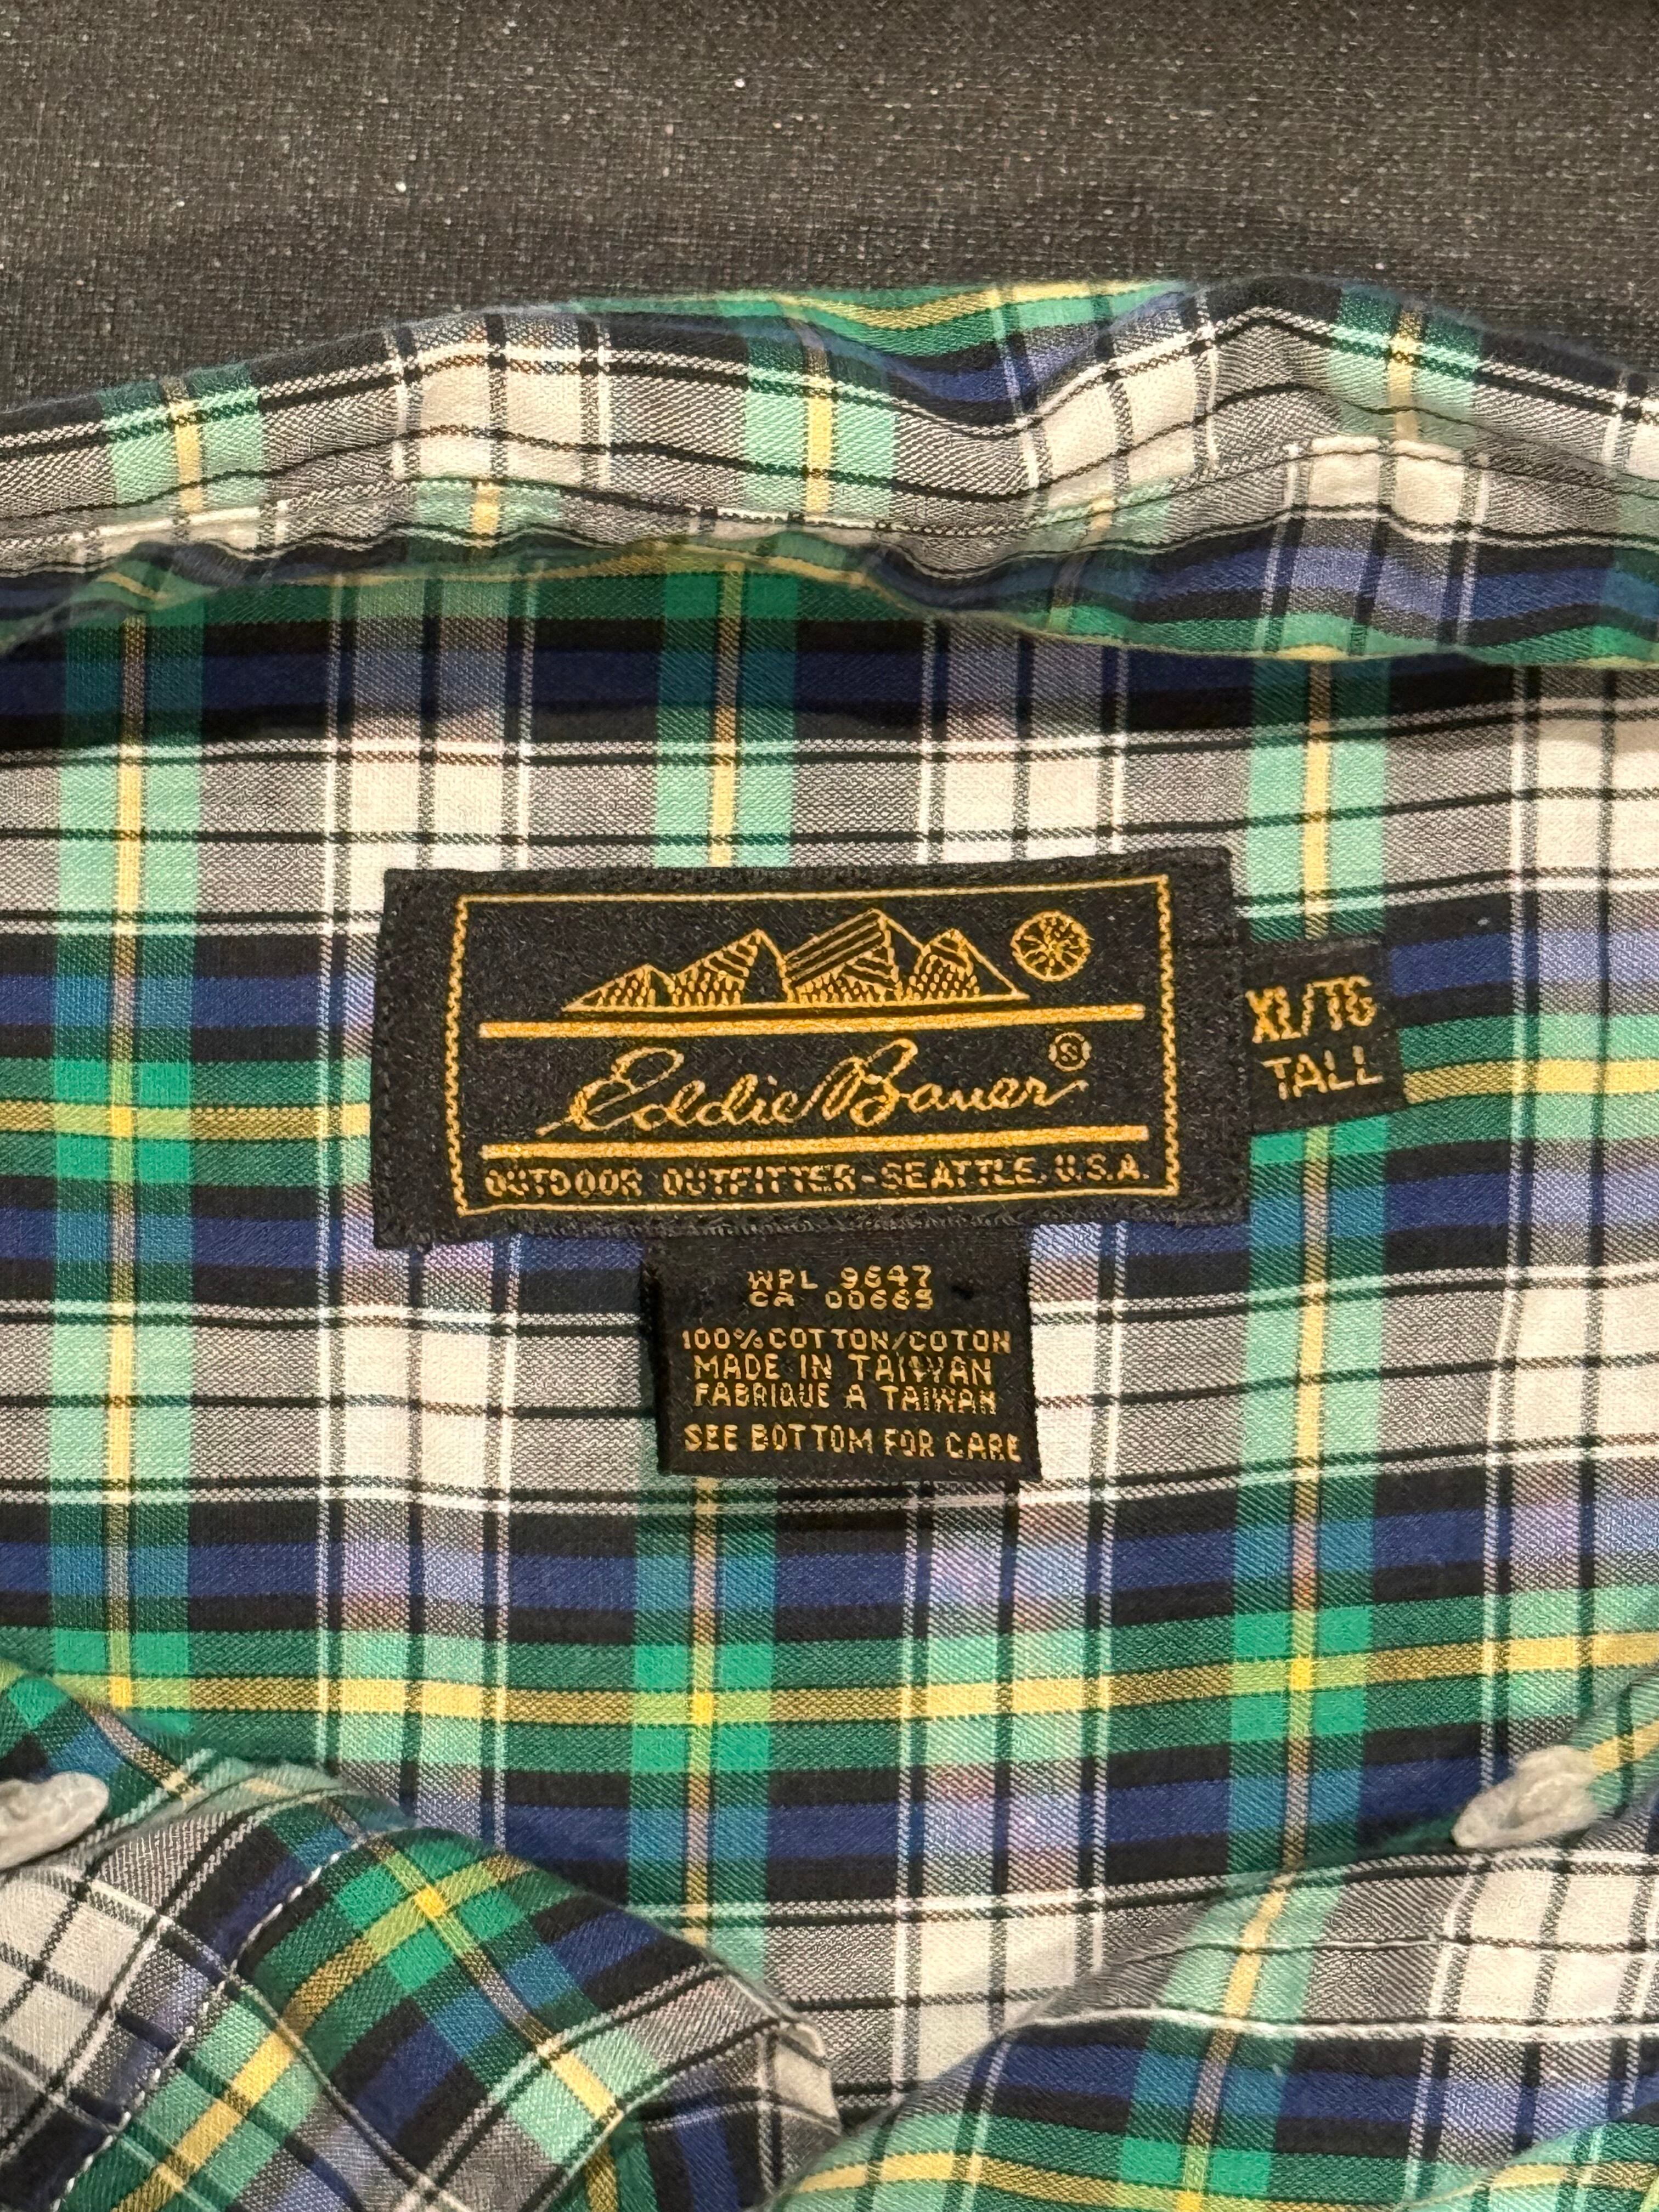 Eddie Bauer®
OUTDOOR OUTFITTER-SEATTLE, U.S.A.
XL/TG
TALL
WPL 9647
CA 00665
100% COTTON/COTON
MADE IN TAIWAN
FABRIQUE A TAIWAN
SEE BOTTOM FOR CARE